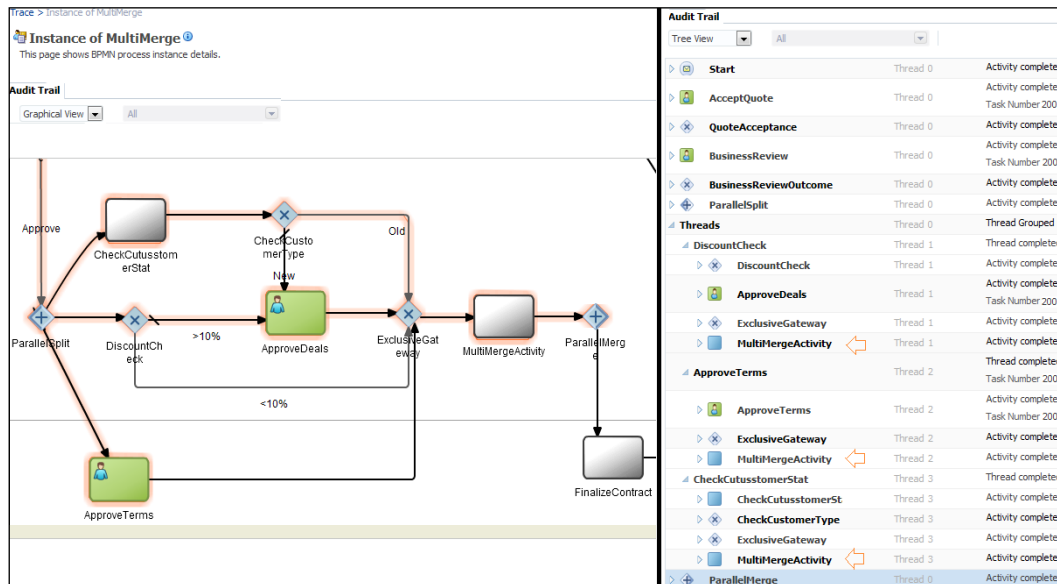 Trace > Instance of MultiMerge
Instance of MultiMerge
This page shows BPMN process instance details.
Audit Trail
Graphical View
All
Approve
CheckCutusstom
erStat
CheckCusto
merType
Old
New
ParallelSplit
DiscountCh
eck
>10%
ApproveDeals
ExclusiveGat
eway
MultiMergeActivity
ParallelMerg
e
<10%
ApproveTerms
FinalizeContract
Audit Trail
Tree View
All
Start Thread 0 Activity complete
AcceptQuote Thread 0 Activity complete
Task Number 200
QuoteAcceptance Thread 0 Activity complete
BusinessReview Thread 0 Activity complete
Task Number 200
BusinessReviewOutcome Thread 0 Activity complete
ParallelSplit Thread 0 Activity complete
Threads Thread 0 Thread Grouped
DiscountCheck Thread 1 Thread complete
DiscountCheck Thread 1 Activity complete
ApproveDeals Thread 1 Activity complete
Task Number 200
ExclusiveGateway Thread 1 Activity complete
MultiMergeActivity Thread 1 Activity complete
ApproveTerms Thread 2 Thread complete
Task Number 200
ApproveTerms Thread 2 Activity complete
Task Number 200
ExclusiveGateway Thread 2 Activity complete
MultiMergeActivity Thread 2 Activity complete
CheckCutusstomerStat Thread 3 Thread complete
CheckCutusstomerSt Thread 3 Activity complete
CheckCustomerType Thread 3 Activity complete
ExclusiveGateway Thread 3 Activity complete
MultiMergeActivity Thread 3 Activity complete
ParallelMerge Thread 0 Activity complete